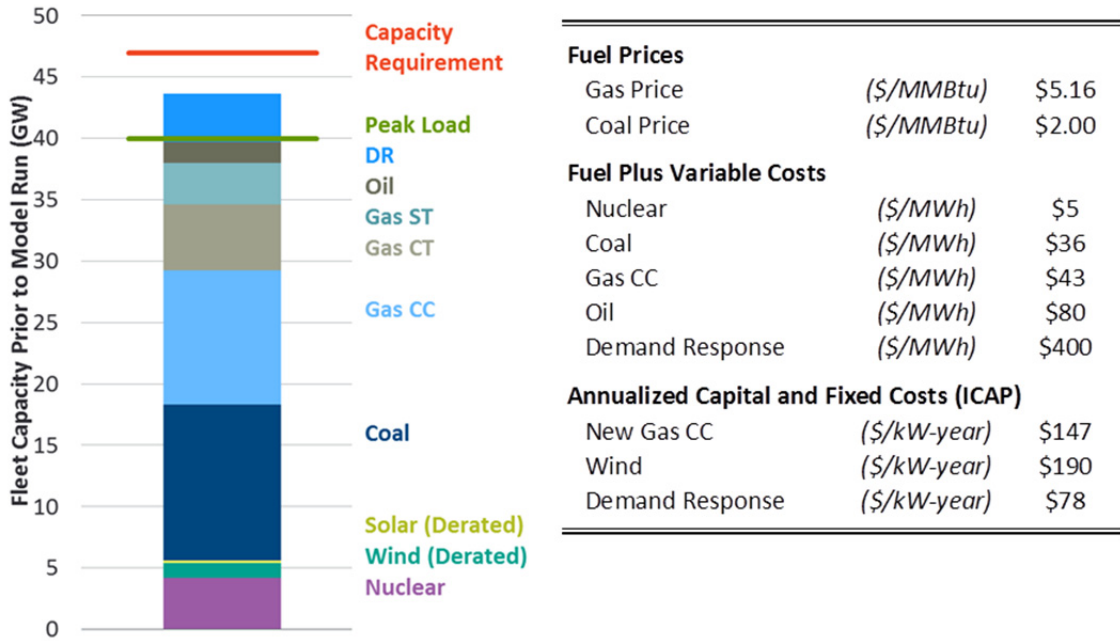 Fleet Capacity Prior to Model Run (GW)
50
45
40
35
30
25
20
15
10
5
0
Capacity
Requirement
Peak Load
DR
Oil
Gas ST
Gas CT
Gas CC
Coal
Solar (Derated)
Wind (Derated)
Nuclear
Fuel Prices
Gas Price ($/MMBtu) $5.16
Coal Price ($/MMBtu) $2.00
Fuel Plus Variable Costs
Nuclear ($/MWh) $5
Coal ($/MWh) $36
Gas CC ($/MWh) $43
Oil ($/MWh) $80
Demand Response ($/MWh) $400
Annualized Capital and Fixed Costs (ICAP)
New Gas CC ($/kW-year) $147
Wind ($/kW-year) $190
Demand Response ($/kW-year) $78